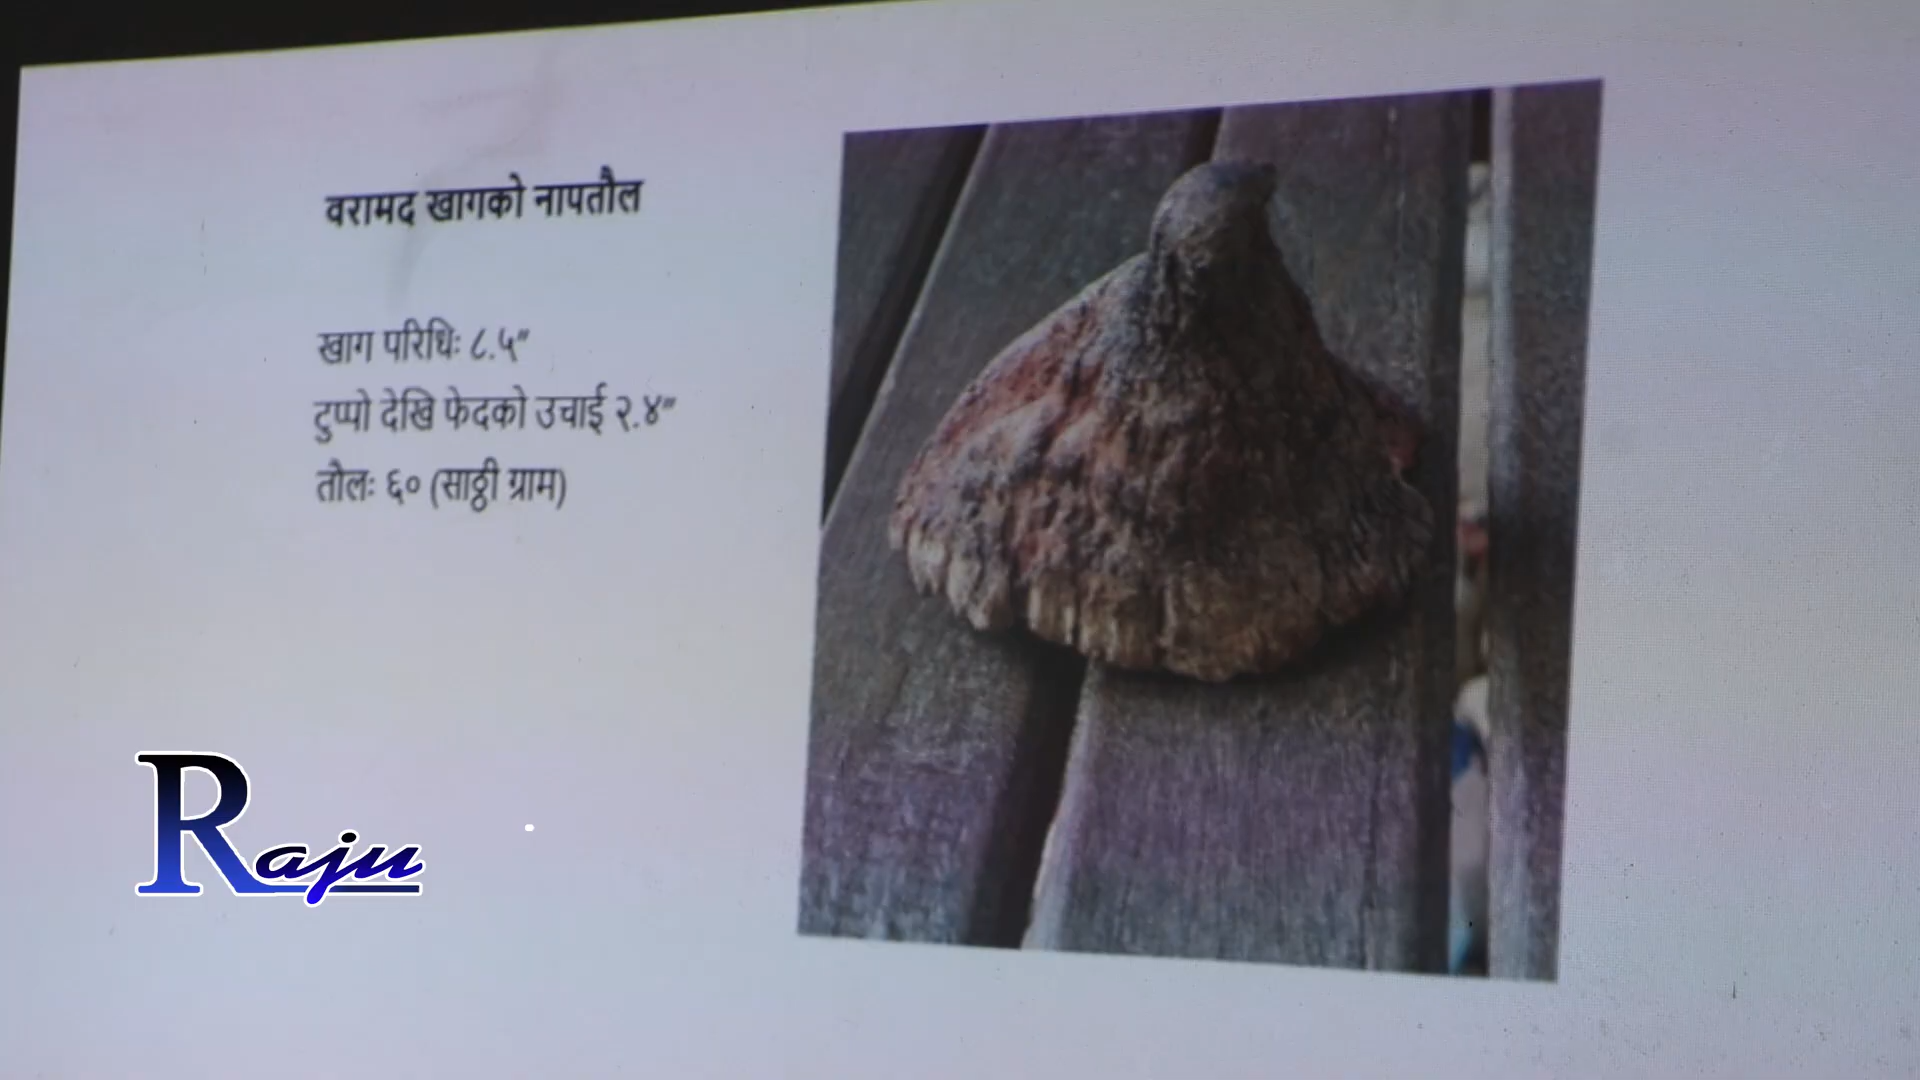 वरामद खागको नापतौल
खाग परिधिः ८.५"
टुप्पो देखि फेदको उचाई २.४"
तौलः ६० (साठ्ठी ग्राम)
Raju